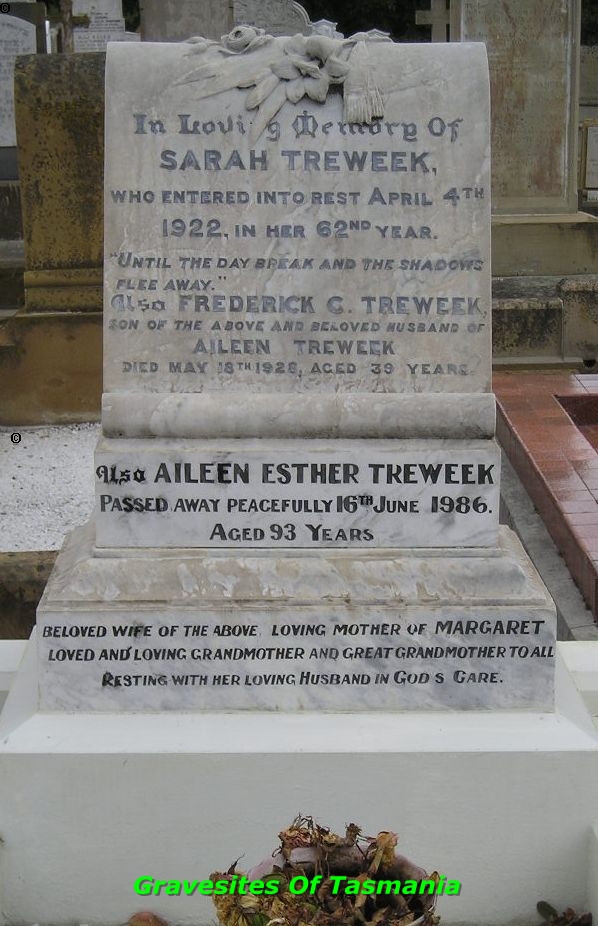 In Loving Memory Of
SARAH TREWEEK,
WHO ENTERED INTO REST APRIL 4TH
1922, IN HER 62ND YEAR.
"UNTIL THE DAY BREAK AND THE SHADOWS
FLEE AWAY."
Also FREDERICK C. TREWEEK,
SON OF THE ABOVE AND BELOVED HUSBAND OF
AILEEN TREWEEK
DIED MAY 18TH 1928, AGED 39 YEARS.
Also AILEEN ESTHER TREWEEK
PASSED AWAY PEACEFULLY 16TH JUNE 1986.
AGED 93 YEARS
BELOVED WIFE OF THE ABOVE, LOVING MOTHER OF MARGARET
LOVED AND LOVING GRANDMOTHER AND GREAT GRANDMOTHER TO ALL
RESTING WITH HER LOVING HUSBAND IN GOD'S CARE.
Gravesites Of Tasmania